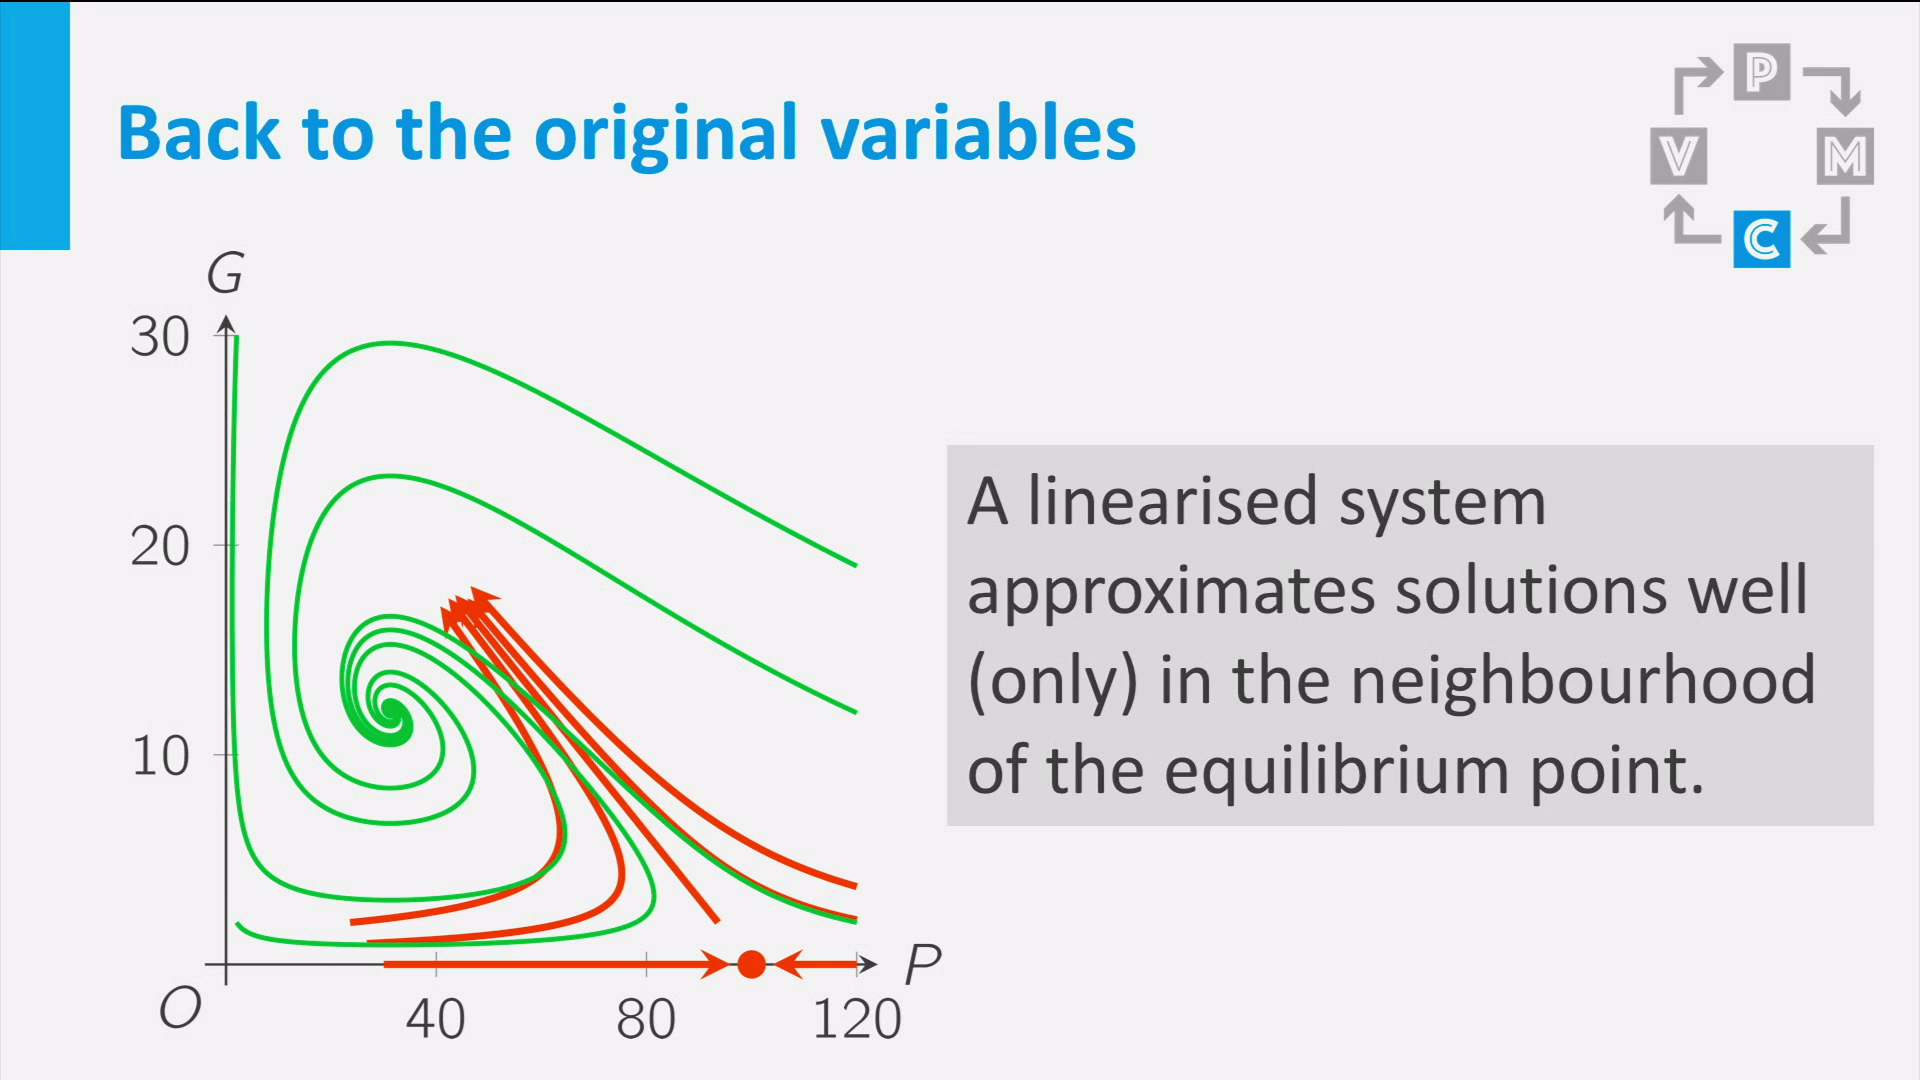 Back to the original variables
P
V
M
C
G
30
20
10
O
40
80
120
P
A linearised system
approximates solutions well
(only) in the neighbourhood
of the equilibrium point.